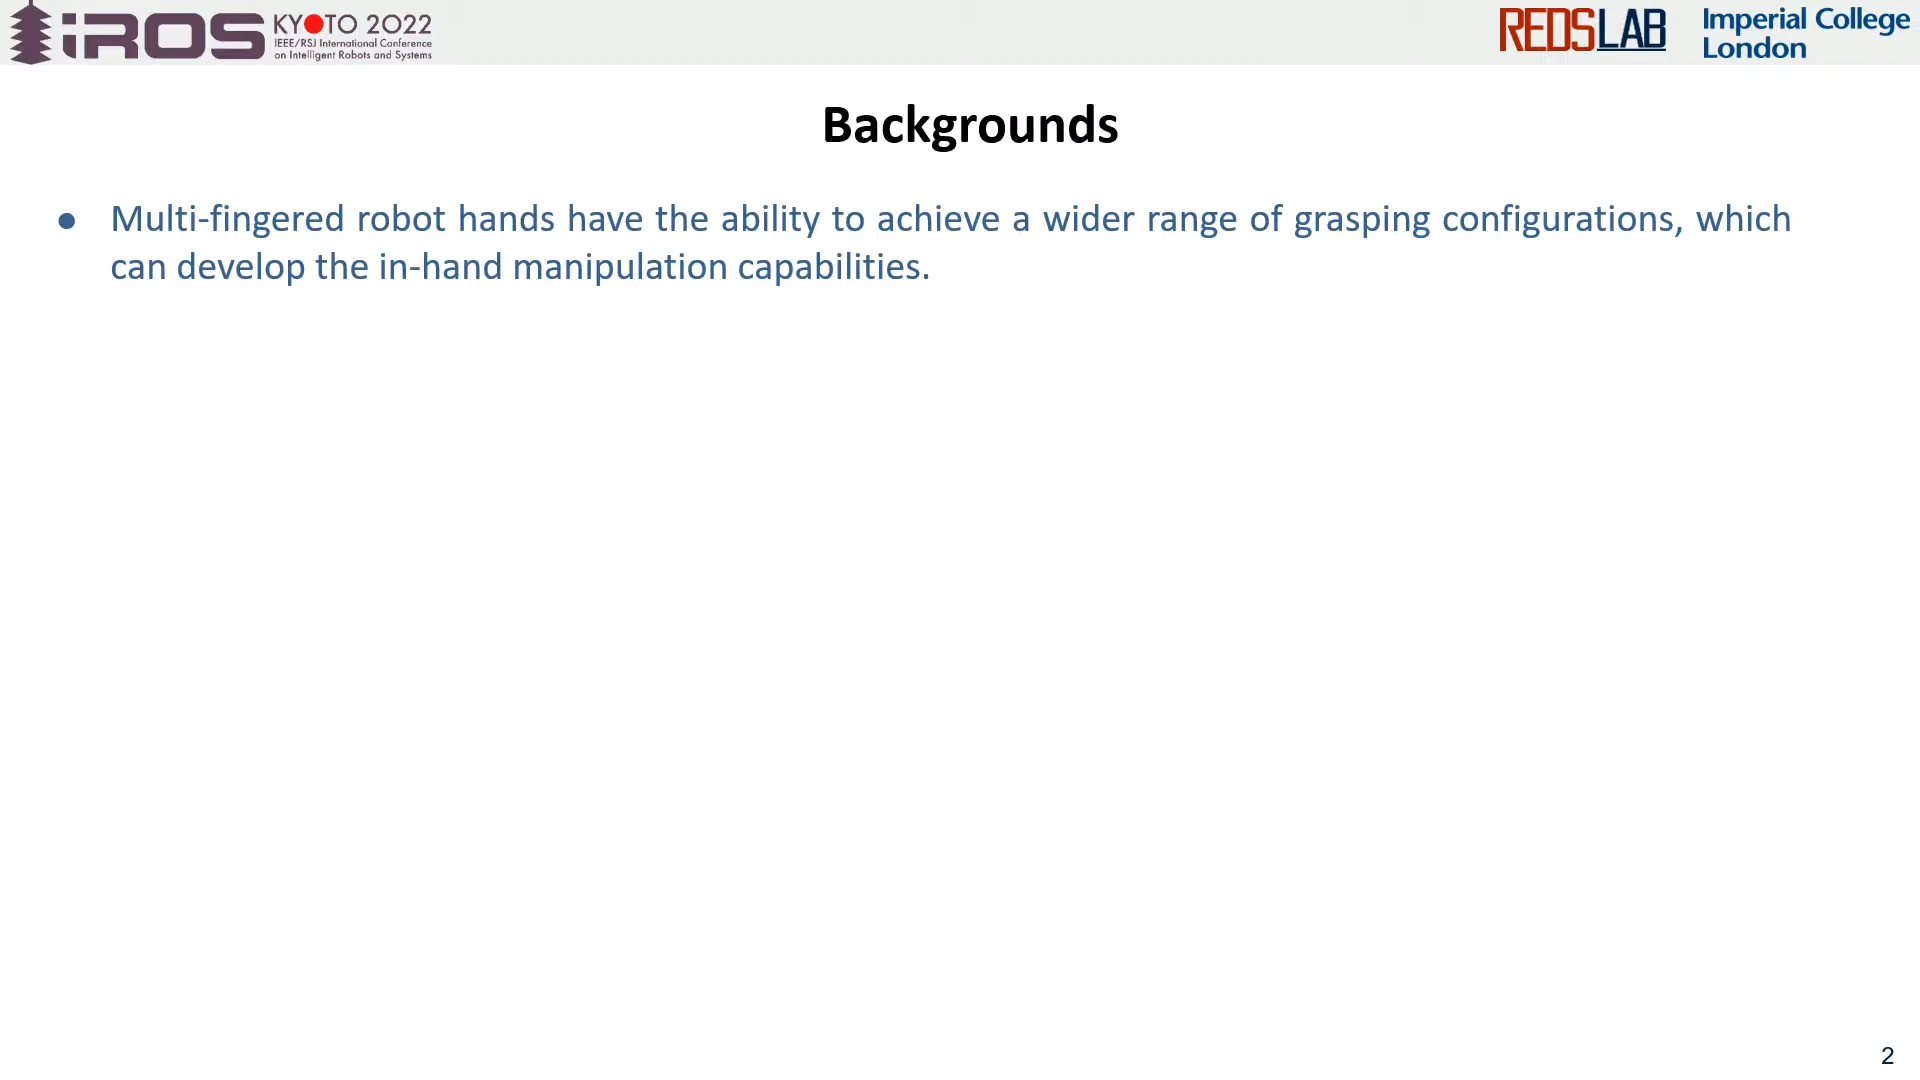 iROS KYOTO 2022
IEEE/RSJ International Conference
on Intelligent Robots and Systems
REDSLAB
Imperial College
London
Backgrounds
● Multi-fingered robot hands have the ability to achieve a wider range of grasping configurations, which
can develop the in-hand manipulation capabilities.
2